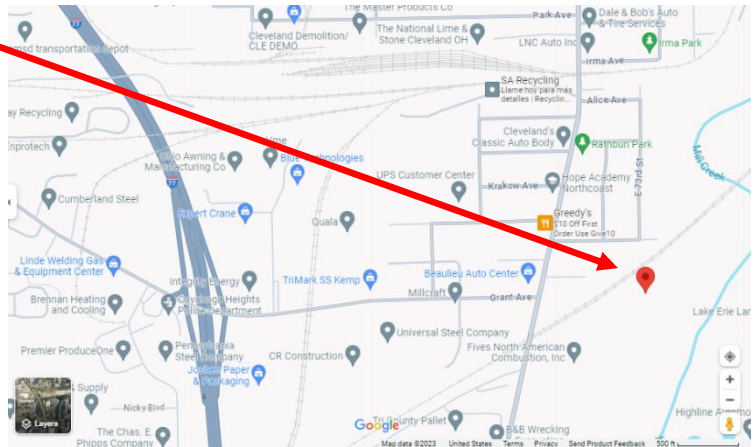 The Master Products Co
Park Ave
Dale & Bob's Auto
& Tire Services
77
Cleveland Demolition/
CLE DEMO
The National Lime &
Stone Cleveland OH
LNC Auto Inc
Irma Park
transportation depot
Irma Ave
SA Recycling
Llame hoy para más
detalles | Recyclin...
Alice Ave
Recycling
Enprotech
Cleveland's
Classic Auto Body
Rathbun Park
Mill Creek
Awning &
Manufacturing Co
Blue Technologies
77
UPS Customer Center
Hope Academy
Northcoast
Krakow Ave
E 73rd St
Cumberland Steel
Expert Crane
Quala
Greedy's
$10 Off First
Order Use Give10
Linde Welding Gas
& Equipment Center
Integrity Energy
TriMark SS Kemp
Beaulieu Auto Center
Millcraft
Grant Ave
Brennan Heating
and Cooling
Cuyahoga Heights
Police Department
Lake Erie Lan
Universal Steel Company
Premier ProduceOne
Pennsylvania
Steel Company
CR Construction
Fives North American
Combustion, Inc
Joshen Paper
& Packaging
Supply
Layers
Nicky Blvd
Highline
The Chas. E.
Phipps Company
Google
Tri County Pallet
B&B Wrecking
Map data ©2023 United States Terms Privacy Send Product Feedback 500 ft